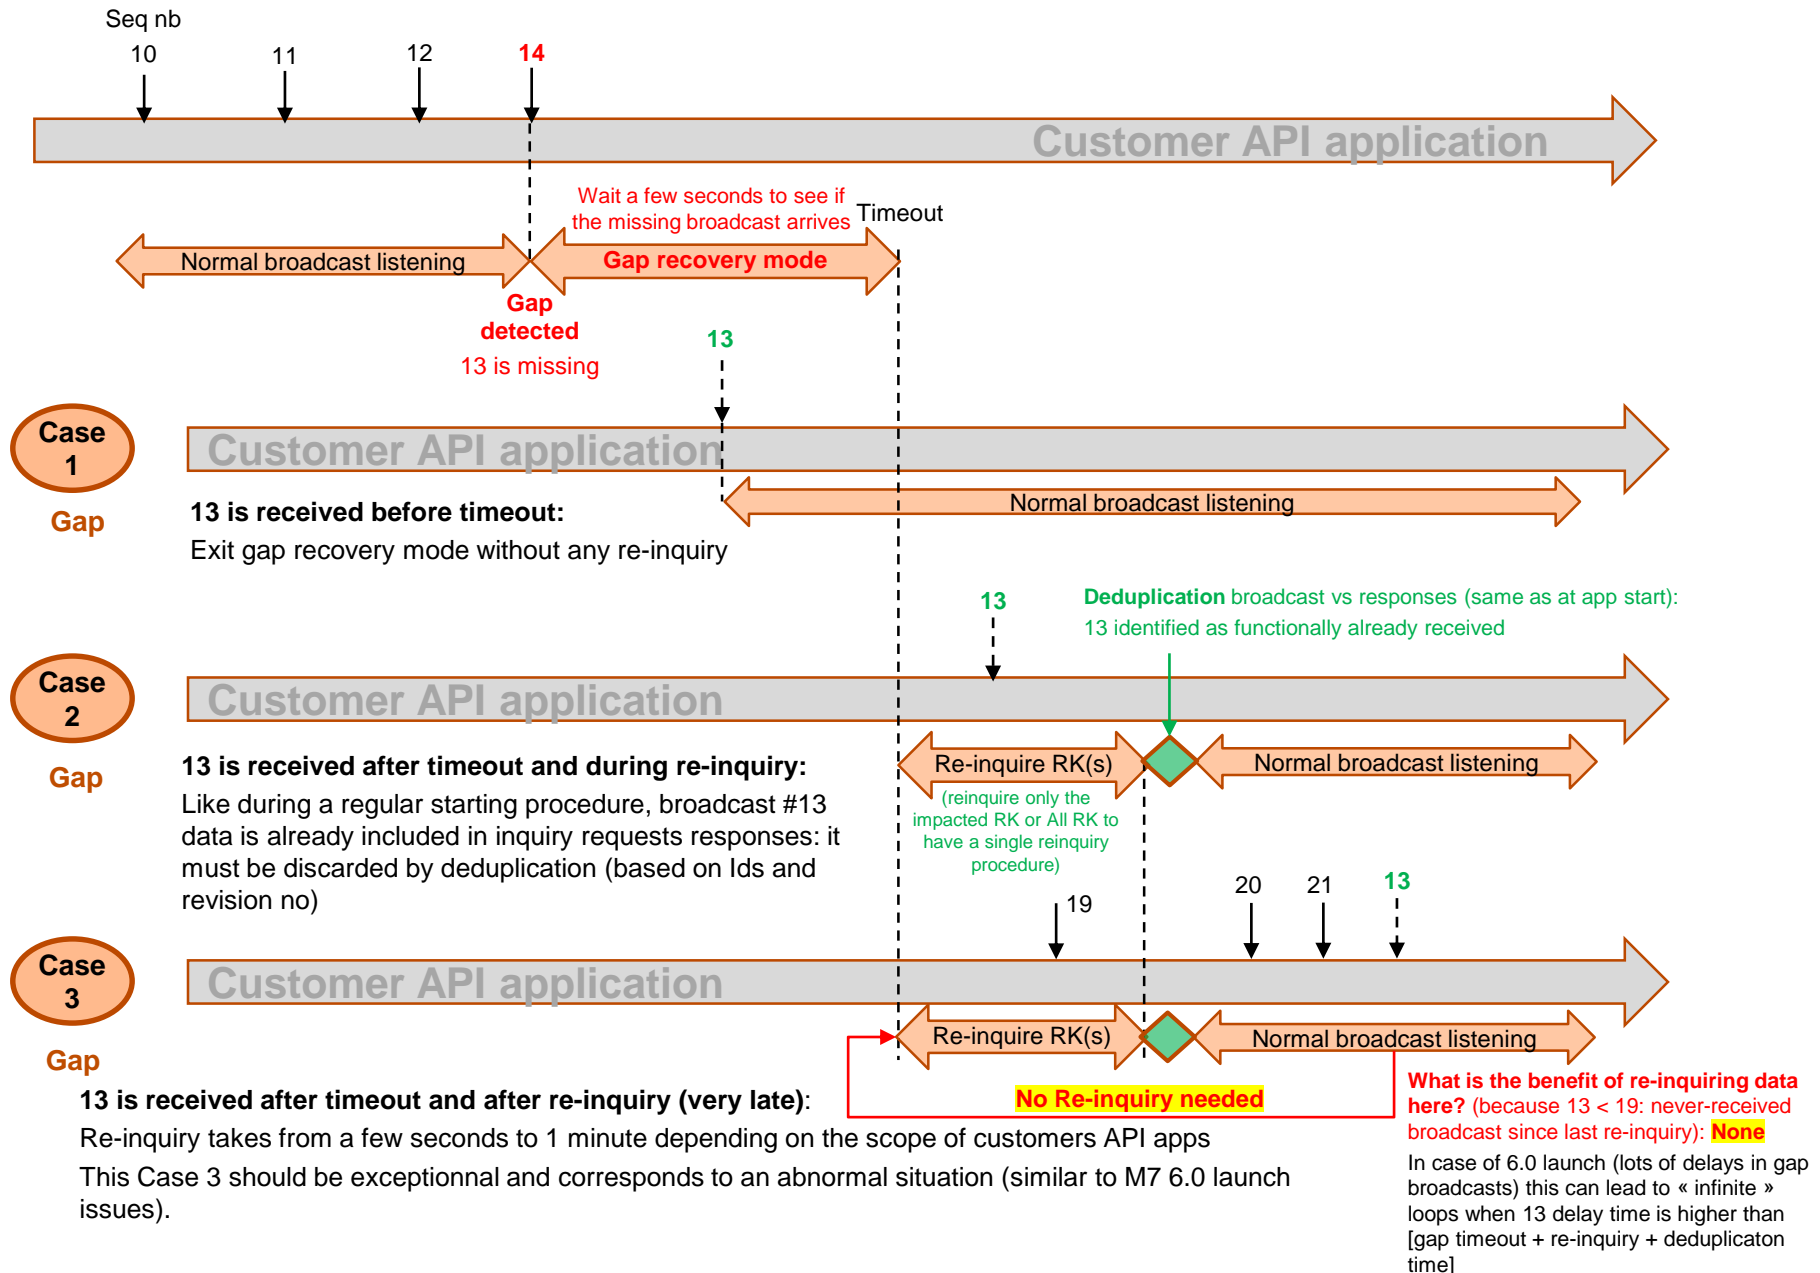 Seq nb
10
11
12
14
Customer API application
Wait a few seconds to see if
the missing broadcast arrives
Timeout
Normal broadcast listening
Gap recovery mode
Gap
detected
13 is missing
13
Case
1
Customer API application
Gap
Normal broadcast listening
13 is received before timeout:
Exit gap recovery mode without any re-inquiry
13
Deduplication broadcast vs responses (same as at app start):
13 identified as functionally already received
Case
2
Customer API application
Gap
Re-inquire RK(s)
Normal broadcast listening
(reinquire only the
impacted RK or All RK to
have a single reinquiry
procedure)
13 is received after timeout and during re-inquiry:
Like during a regular starting procedure, broadcast #13
data is already included in inquiry requests responses: it
must be discarded by deduplication (based on Ids and
revision no)
19
20
21
13
Case
3
Customer API application
Gap
Re-inquire RK(s)
Normal broadcast listening
No Re-inquiry needed
13 is received after timeout and after re-inquiry (very late):
Re-inquiry takes from a few seconds to 1 minute depending on the scope of customers API apps
This Case 3 should be exceptionnal and corresponds to an abnormal situation (similar to M7 6.0 launch
issues).
What is the benefit of re-inquiring data
here? (because 13 < 19: never-received
broadcast since last re-inquiry): None
In case of 6.0 launch (lots of delays in gap
broadcasts) this can lead to « infinite »
loops when 13 delay time is higher than
[gap timeout + re-inquiry + deduplicaton
time]